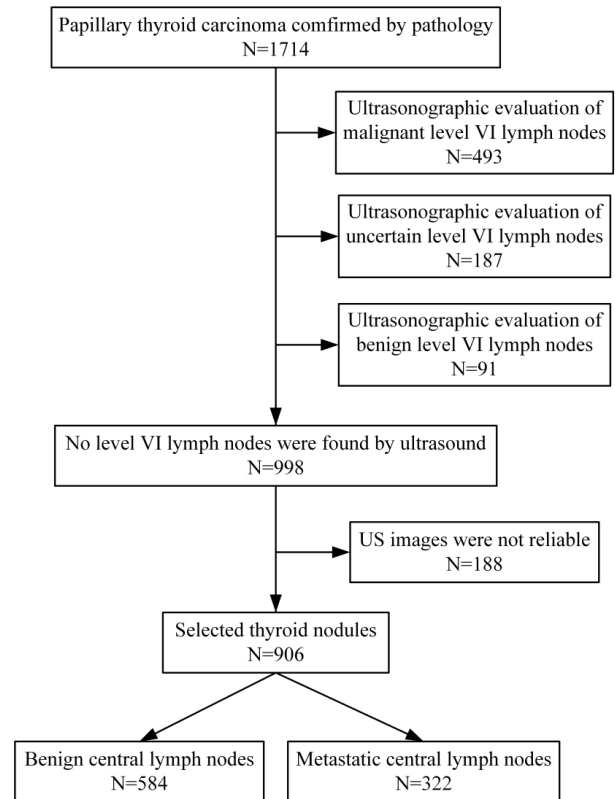 Papillary thyroid carcinoma comfirmed by pathology
N=1714
Ultrasonographic evaluation of
malignant level VI lymph nodes
N=493
Ultrasonographic evaluation of
uncertain level VI lymph nodes
N=187
Ultrasonographic evaluation of
benign level VI lymph nodes
N=91
No level VI lymph nodes were found by ultrasound
N=998
US images were not reliable
N=188
Selected thyroid nodules
N=906
Benign central lymph nodes
N=584
Metastatic central lymph nodes
N=322